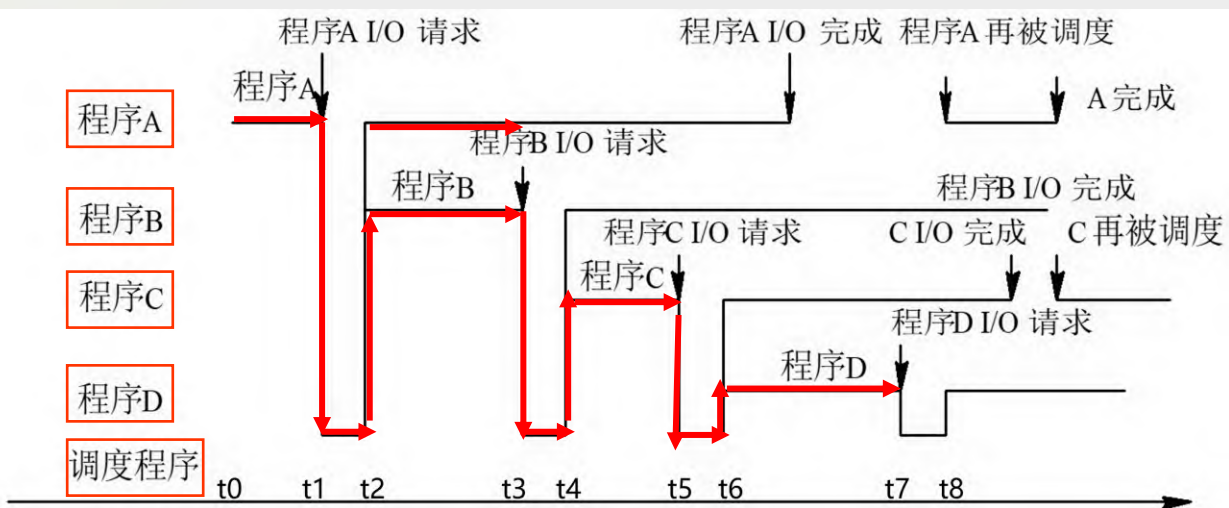 程序A I/O 请求
程序A I/O 完成
程序A 再被调度
程序A
程序A
A完成
程序B I/O 请求
程序B
程序B
程序B I/O 完成
程序C I/O 请求
C I/O 完成
C再被调度
程序C
程序C
程序D I/O 请求
程序D
程序D
调度程序
t0 t1 t2 t3 t4 t5 t6 t7 t8